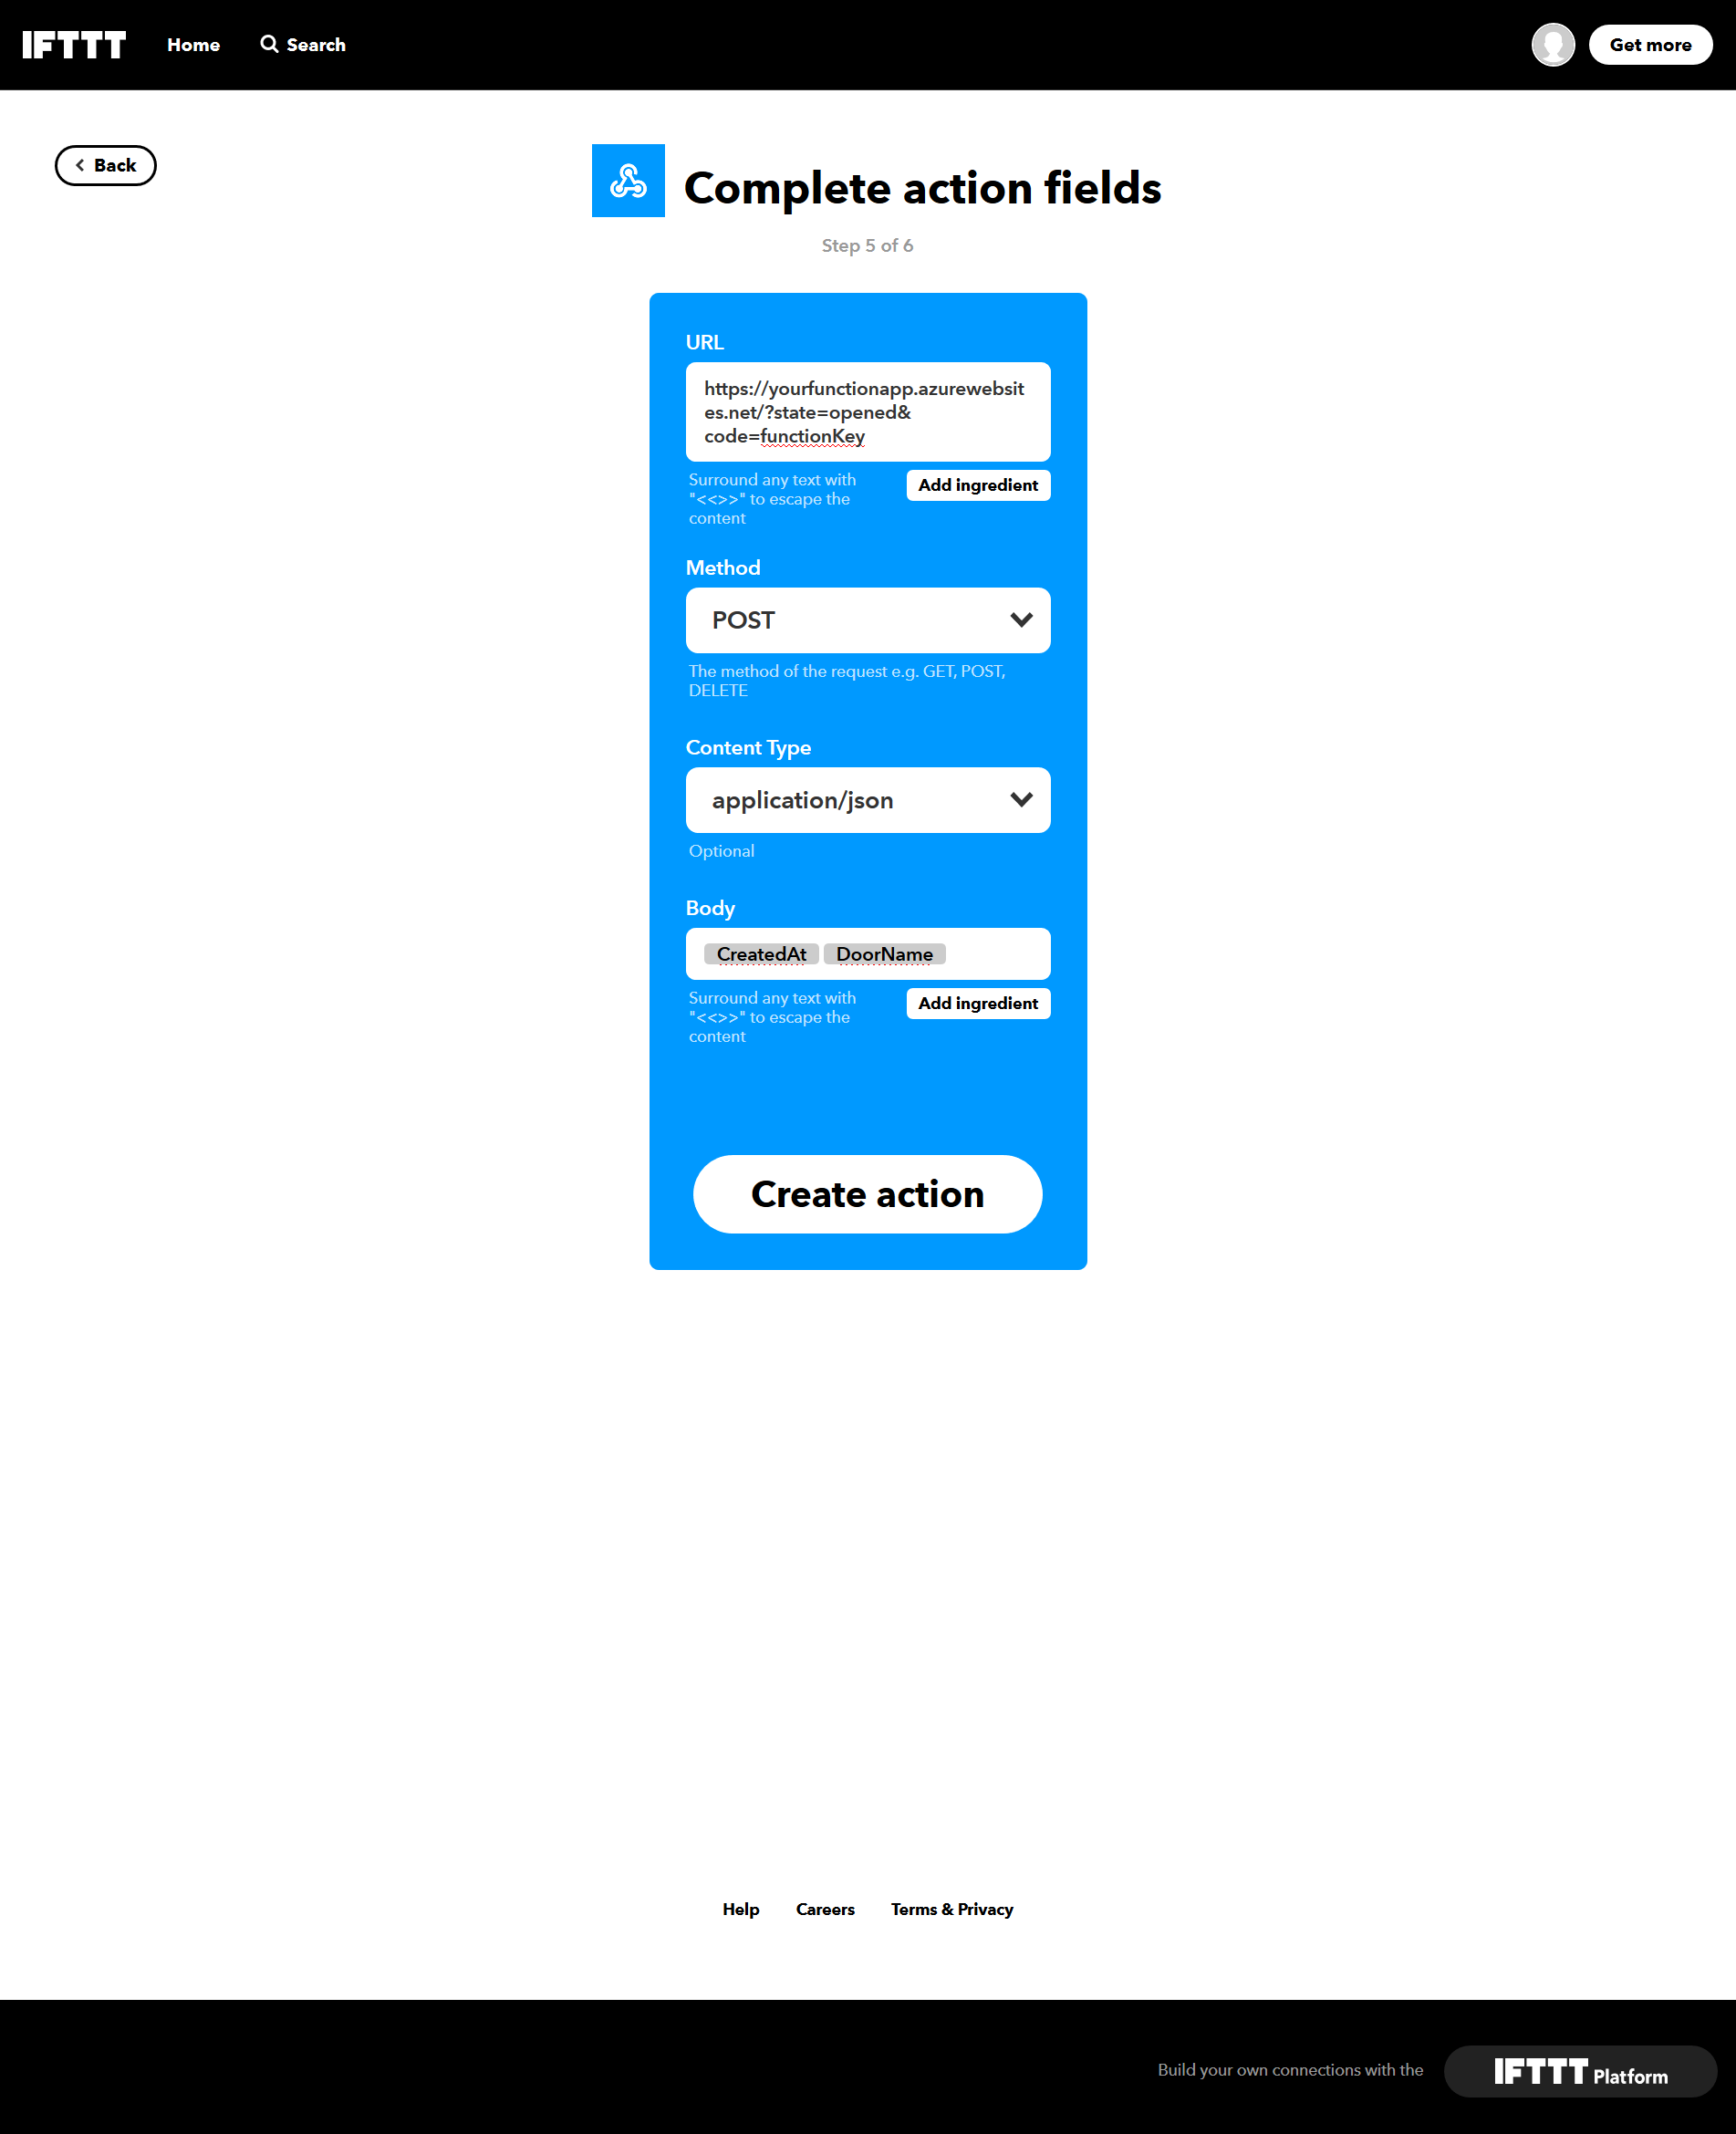 IFTTT Home Search Get more
Back
Complete action fields
Step 5 of 6
URL
https://yourfunctionapp.azurewebsit
es.net/?state=opened&
code=functionKey
Surround any text with
"<<>>" to escape the
content
Add ingredient
Method
POST
The method of the request e.g. GET, POST,
DELETE
Content Type
application/json
Optional
Body
CreatedAt DoorName
Surround any text with
"<<>>" to escape the
content
Add ingredient
Create action
Help Careers Terms & Privacy
Build your own connections with the IFTTT Platform